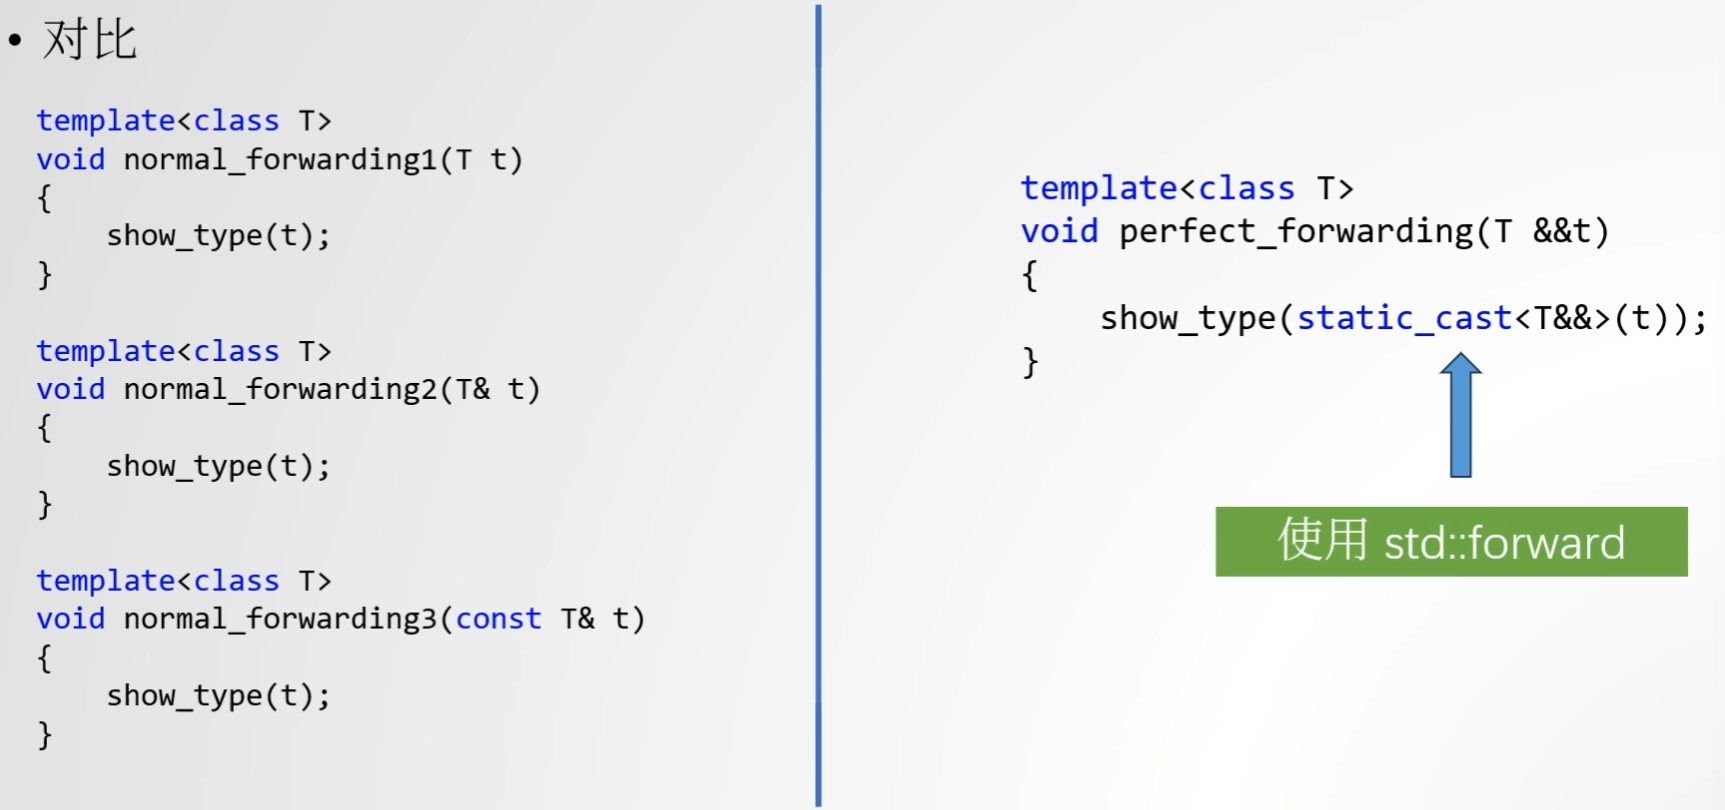 • 对比
template<class T>
void normal_forwarding1(T t)
{
    show_type(t);
}
template<class T>
void normal_forwarding2(T& t)
{
    show_type(t);
}
template<class T>
void normal_forwarding3(const T& t)
{
    show_type(t);
}
template<class T>
void perfect_forwarding(T &&t)
{
    show_type(static_cast<T&&>(t));
}
使用 std::forward